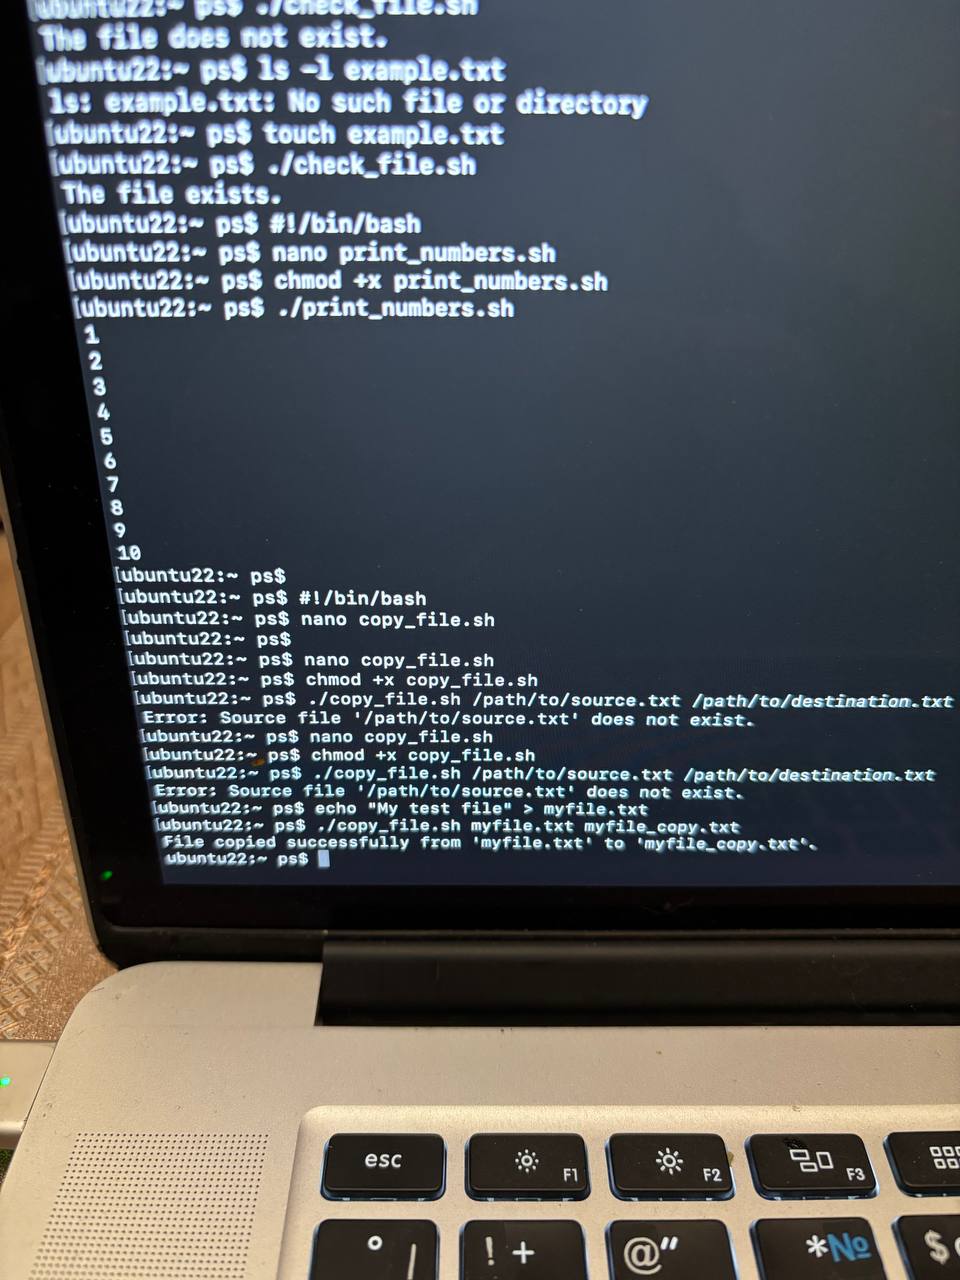 [ubuntu22:~ ps$ ./check_file.sh
The file does not exist.
[ubuntu22:~ ps$ ls -l example.txt
ls: example.txt: No such file or directory
[ubuntu22:~ ps$ touch example.txt
[ubuntu22:~ ps$ ./check_file.sh
The file exists.
[ubuntu22:~ ps$ #!/bin/bash
[ubuntu22:~ ps$ nano print_numbers.sh
[ubuntu22:~ ps$ chmod +x print_numbers.sh
[ubuntu22:~ ps$ ./print_numbers.sh
1
2
3
4
5
6
7
8
9
10
[ubuntu22:~ ps$
[ubuntu22:~ ps$ #!/bin/bash
[ubuntu22:~ ps$ nano copy_file.sh
[ubuntu22:~ ps$
[ubuntu22:~ ps$ nano copy_file.sh
[ubuntu22:~ ps$ chmod +x copy_file.sh
[ubuntu22:~ ps$ ./copy_file.sh /path/to/source.txt /path/to/destination.txt
Error: Source file '/path/to/source.txt' does not exist.
[ubuntu22:~ ps$ nano copy_file.sh
[ubuntu22:~ ps$ chmod +x copy_file.sh
[ubuntu22:~ ps$ ./copy_file.sh /path/to/source.txt /path/to/destination.txt
Error: Source file '/path/to/source.txt' does not exist.
[ubuntu22:~ ps$ echo "My test file" > myfile.txt
[ubuntu22:~ ps$ ./copy_file.sh myfile.txt myfile_copy.txt
File copied successfully from 'myfile.txt' to 'myfile_copy.txt'.
ubuntu22:~ ps$
esc F1 F2 F3
° | ! + @ " * № $